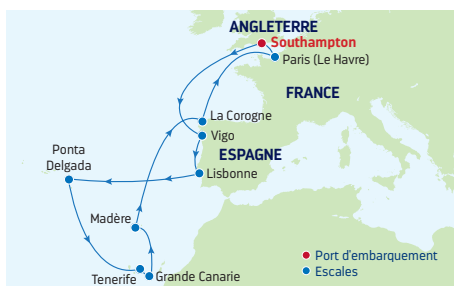 ANGLETERRE
Southampton
Paris (Le Havre)
FRANCE
La Corogne
Vigo
ESPAGNE
Ponta
Delgada
Lisbonne
Madère
Tenerife
Grande Canarie
Port d'embarquement
Escales